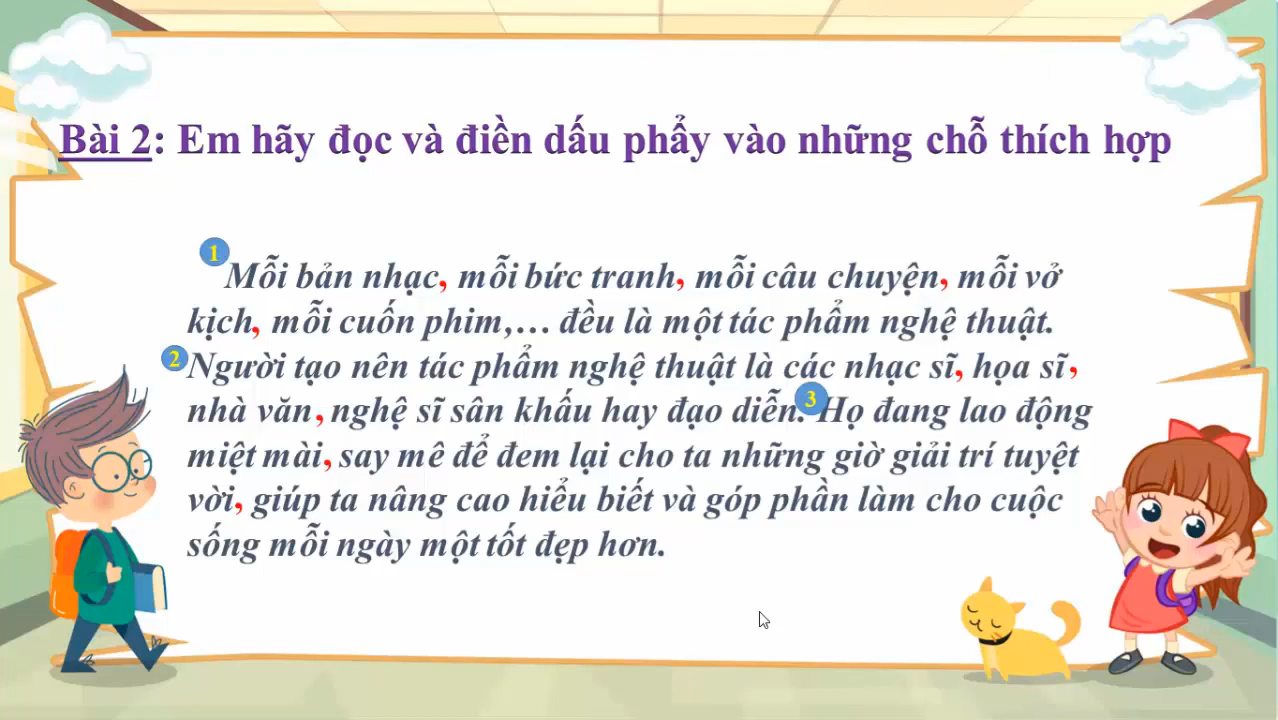 Bài 2: Em hãy đọc và điền dấu phẩy vào những chỗ thích hợp
1
Mỗi bản nhạc, mỗi bức tranh, mỗi câu chuyện, mỗi vở
kịch, mỗi cuốn phim,... đều là một tác phẩm nghệ thuật.
2 Người tạo nên tác phẩm nghệ thuật là các nhạc sĩ, họa sĩ,
nhà văn, nghệ sĩ sân khấu hay đạo diễn. 3 Họ đang lao động
miệt mài, say mê để đem lại cho ta những giờ giải trí tuyệt
vời, giúp ta nâng cao hiểu biết và góp phần làm cho cuộc
sống mỗi ngày một tốt đẹp hơn.